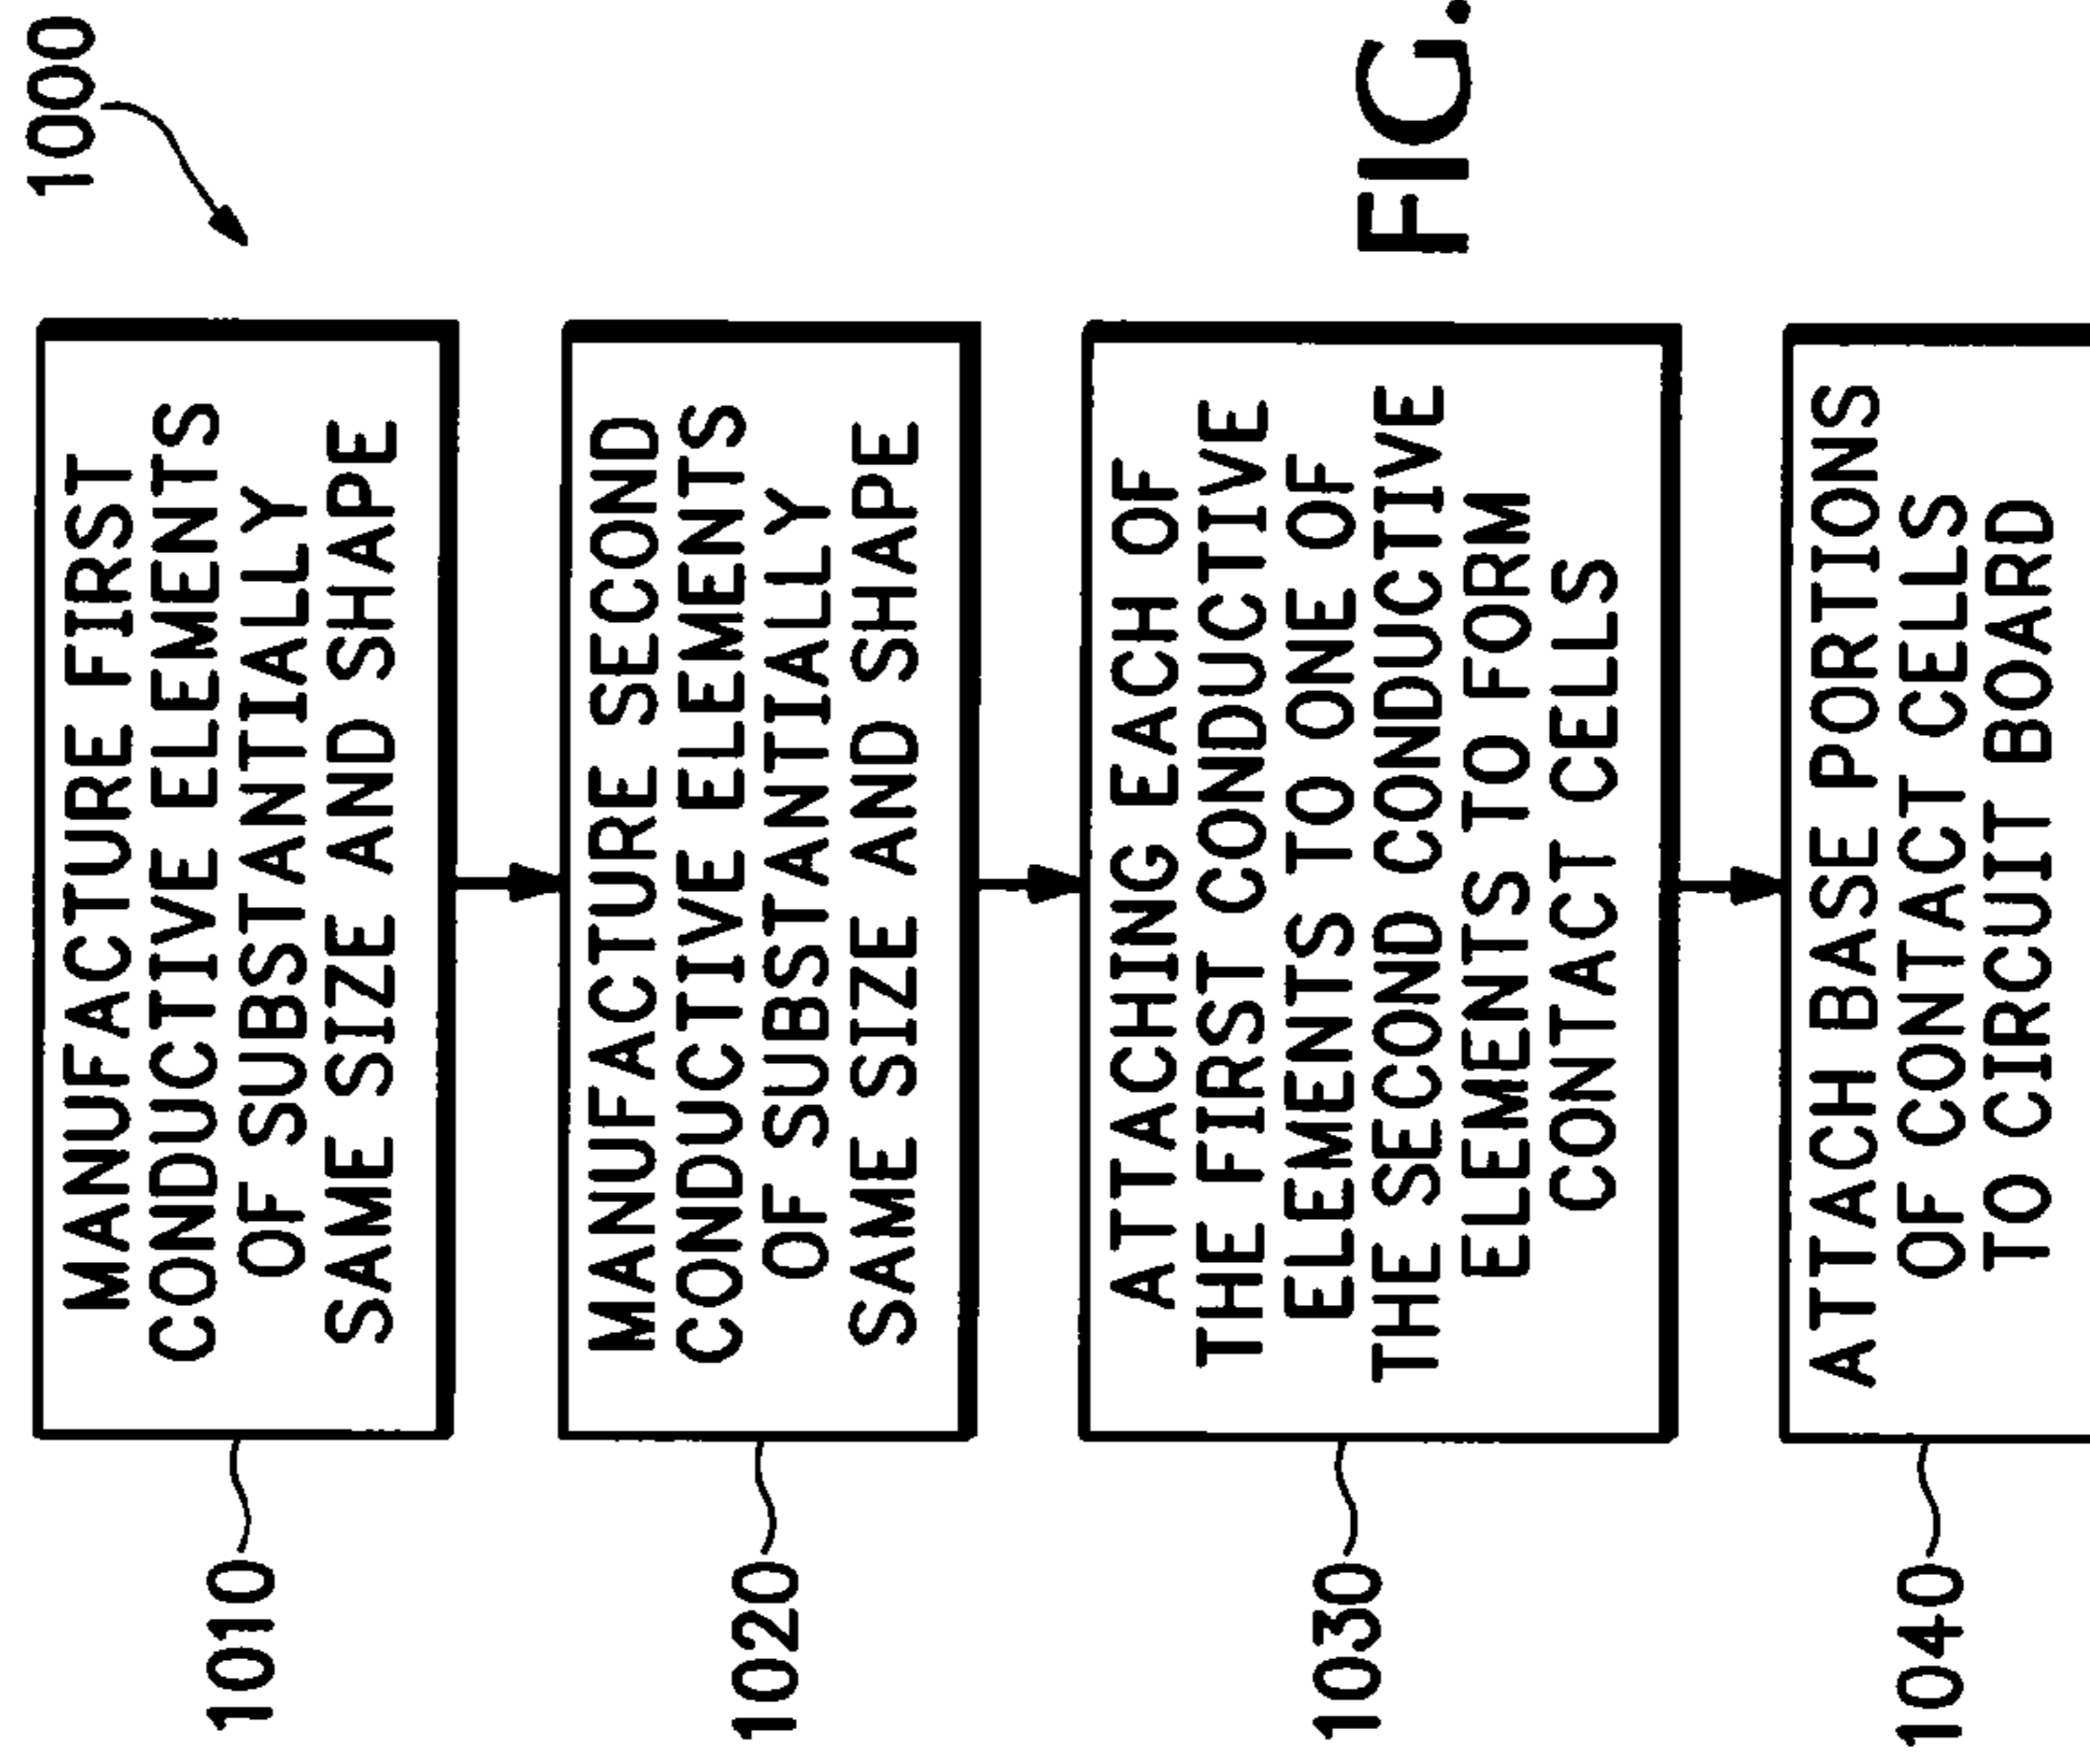 1000
1010
MANUFACTURE FIRST
CONDUCTIVE ELEMENTS
OF SUBSTANTIALLY
SAME SIZE AND SHAPE
1020
MANUFACTURE SECOND
CONDUCTIVE ELEMENTS
OF SUBSTANTIALLY
SAME SIZE AND SHAPE
1030
ATTACHING EACH OF
THE FIRST CONDUCTIVE
ELEMENTS TO ONE OF
THE SECOND CONDUCTIVE
ELEMENTS TO FORM
CONTACT CELLS
1040
ATTACH BASE PORTIONS
OF CONTACT CELLS
TO CIRCUIT BOARD
FIG.